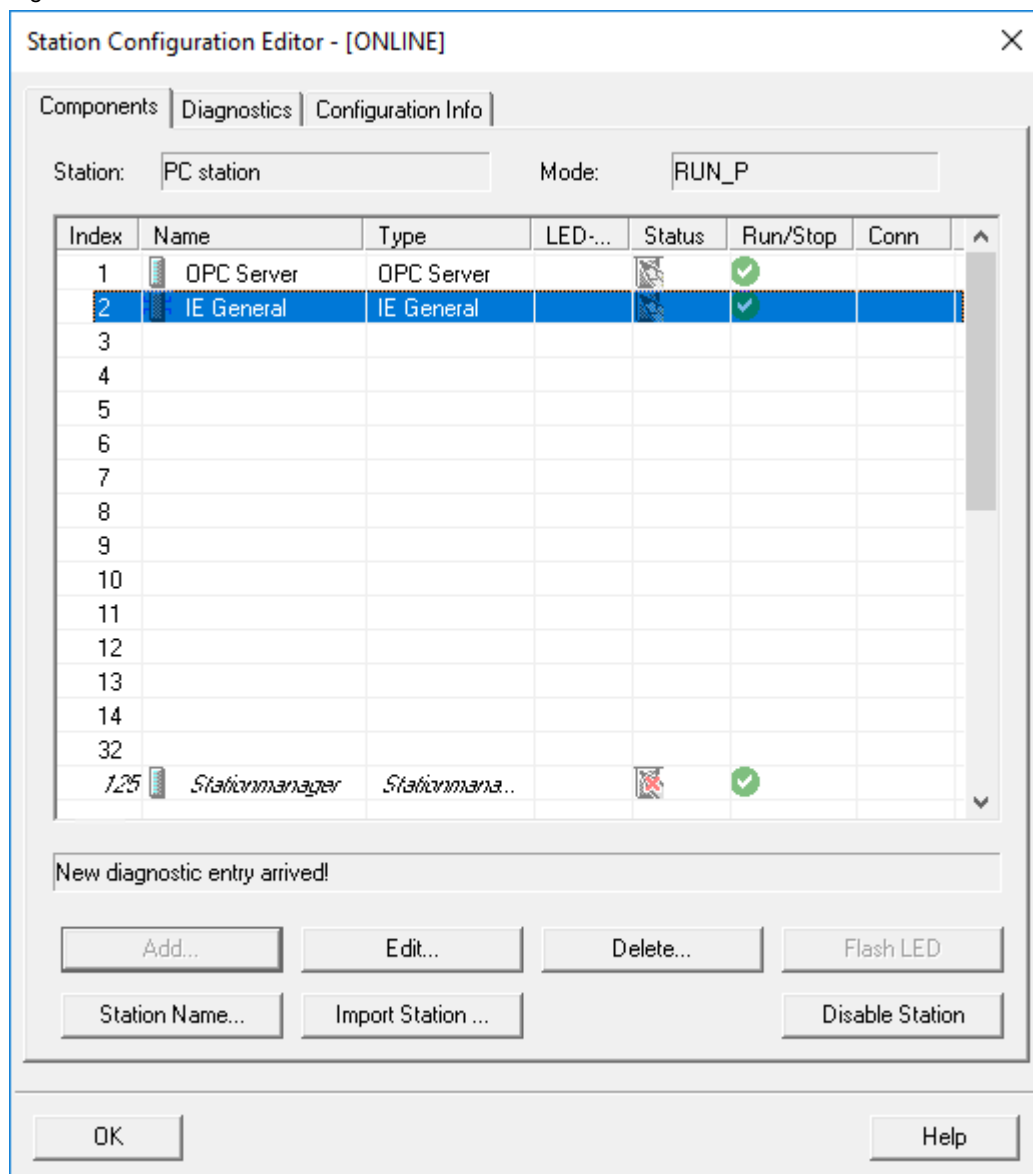 Station Configuration Editor - [ONLINE]
Components Diagnostics Configuration Info
Station: PC station Mode: RUN_P
Index Name Type LED-... Status Run/Stop Conn
1 OPC Server OPC Server
2 IE General IE General
3
4
5
6
7
8
9
10
11
12
13
14
32
125 Stationmanager Stationmana...
New diagnostic entry arrived!
Add... Edit... Delete... Flash LED
Station Name... Import Station ... Disable Station
OK Help